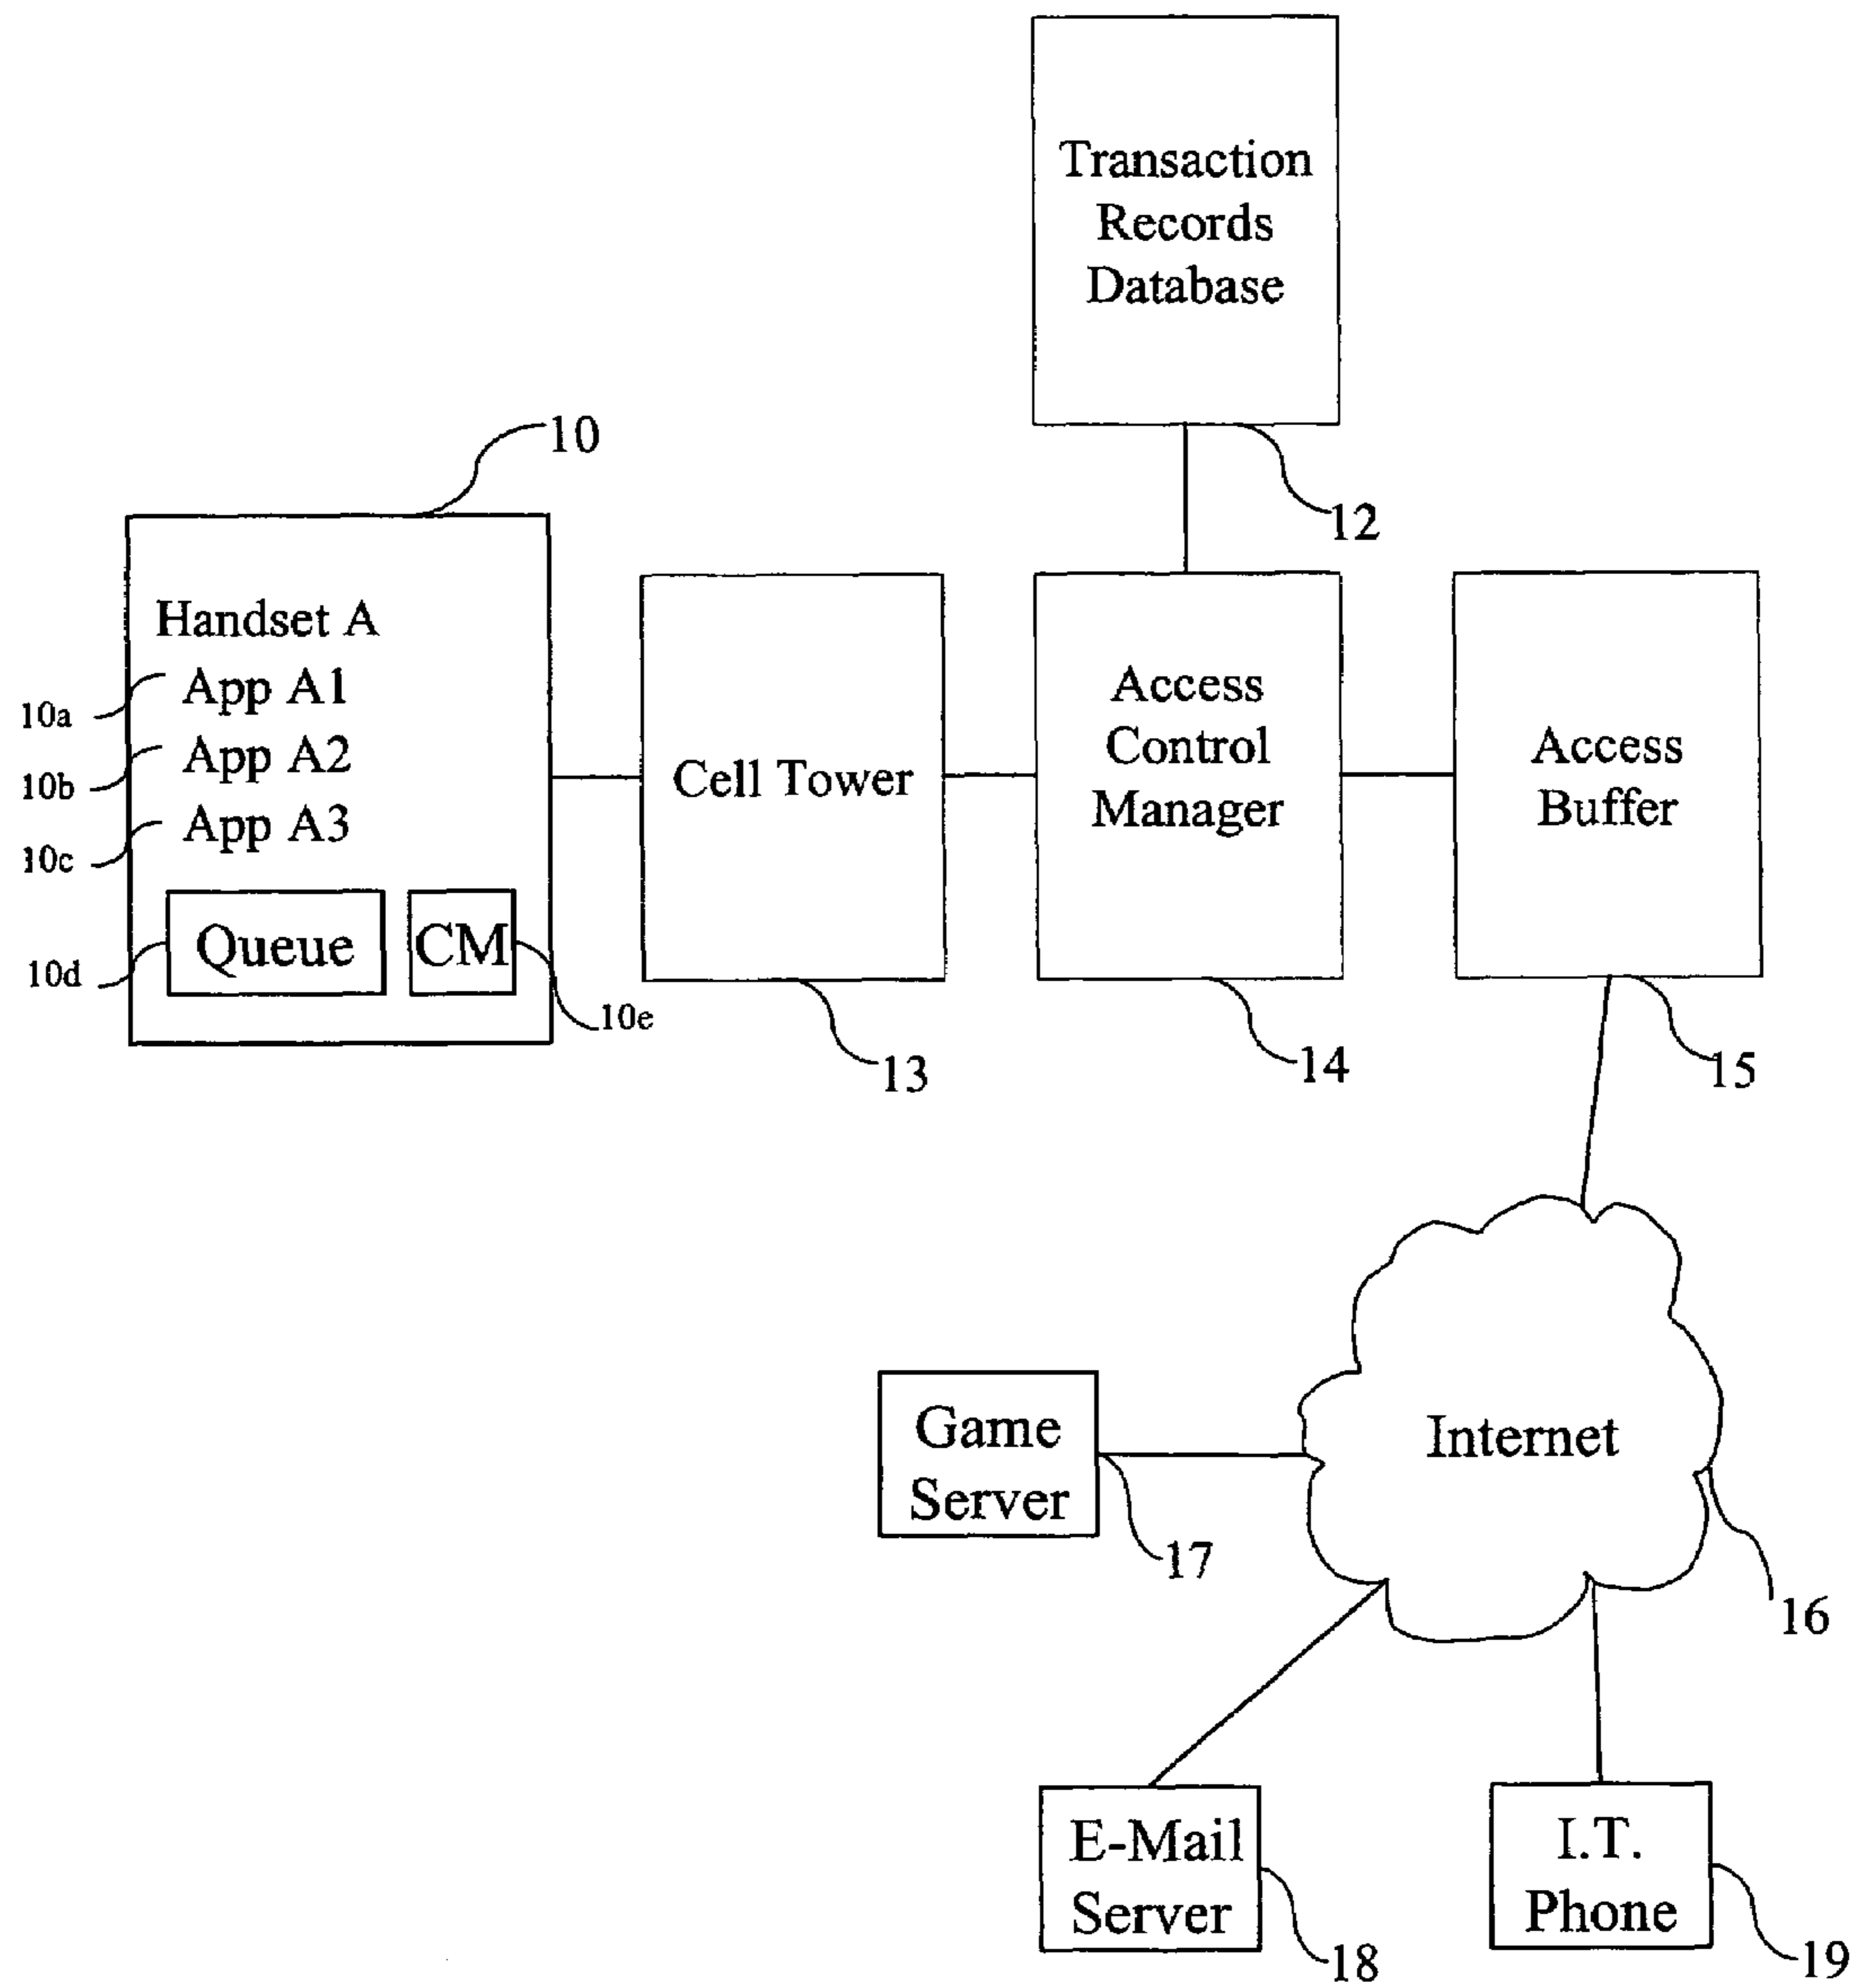 Transaction
Records
Database
12
10
Handset A
App A1
10a
App A2
10b
App A3
10c
Queue
CM
10d
10e
Cell Tower
13
Access
Control
Manager
14
Access
Buffer
15
Internet
16
Game
Server
17
E-Mail
Server
18
I.T.
Phone
19